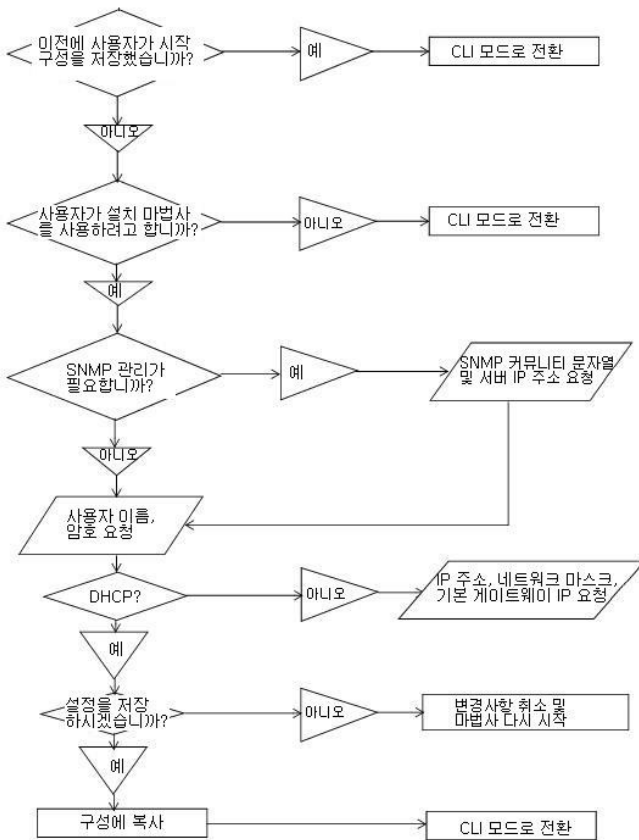 이전에 사용자가 시작
구성을 저장했습니까?
예
CLI 모드로 전환
아니오
사용자가 설치 마법사
를 사용하려고 합니까?
아니오
CLI 모드로 전환
예
SNMP 관리가
필요합니까?
예
SNMP 커뮤니티 문자열
및 서버 IP 주소 요청
아니오
사용자 이름,
암호 요청
DHCP?
아니오
IP 주소, 네트워크 마스크,
기본 게이트웨이 IP 요청
예
설정을 저장
하시겠습니까?
아니오
변경사항 취소 및
마법사 다시 시작
예
구성에 복사
CLI 모드로 전환